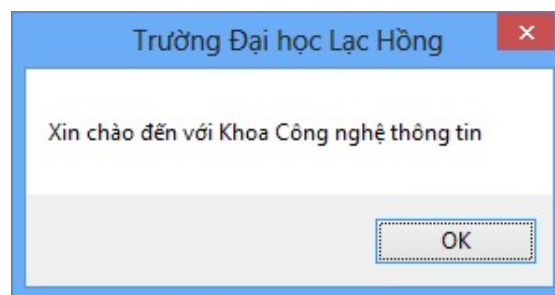 Trường Đại học Lạc Hồng
Xin chào đến với Khoa Công nghệ thông tin
OK